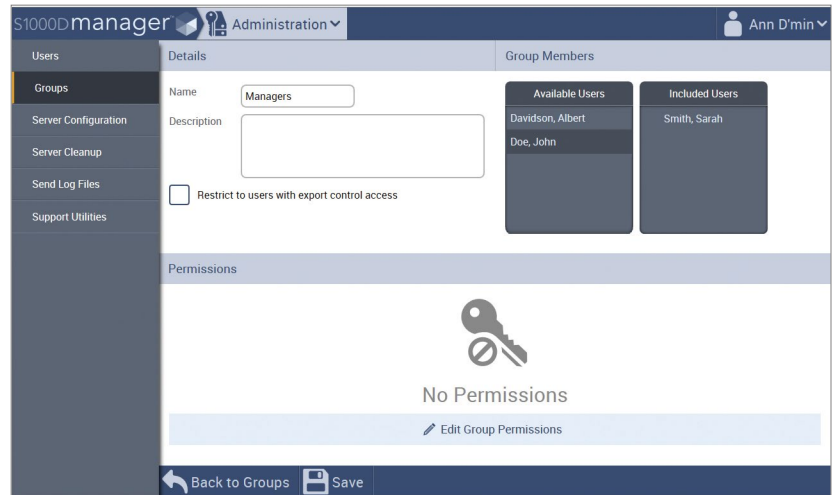 S1000Dmanager
Administration
Ann D'min
Users
Groups
Server Configuration
Server Cleanup
Send Log Files
Support Utilities
Details
Name
Managers
Description
Restrict to users with export control access
Group Members
Available Users
Davidson, Albert
Doe, John
Included Users
Smith, Sarah
Permissions
No Permissions
Edit Group Permissions
Back to Groups
Save